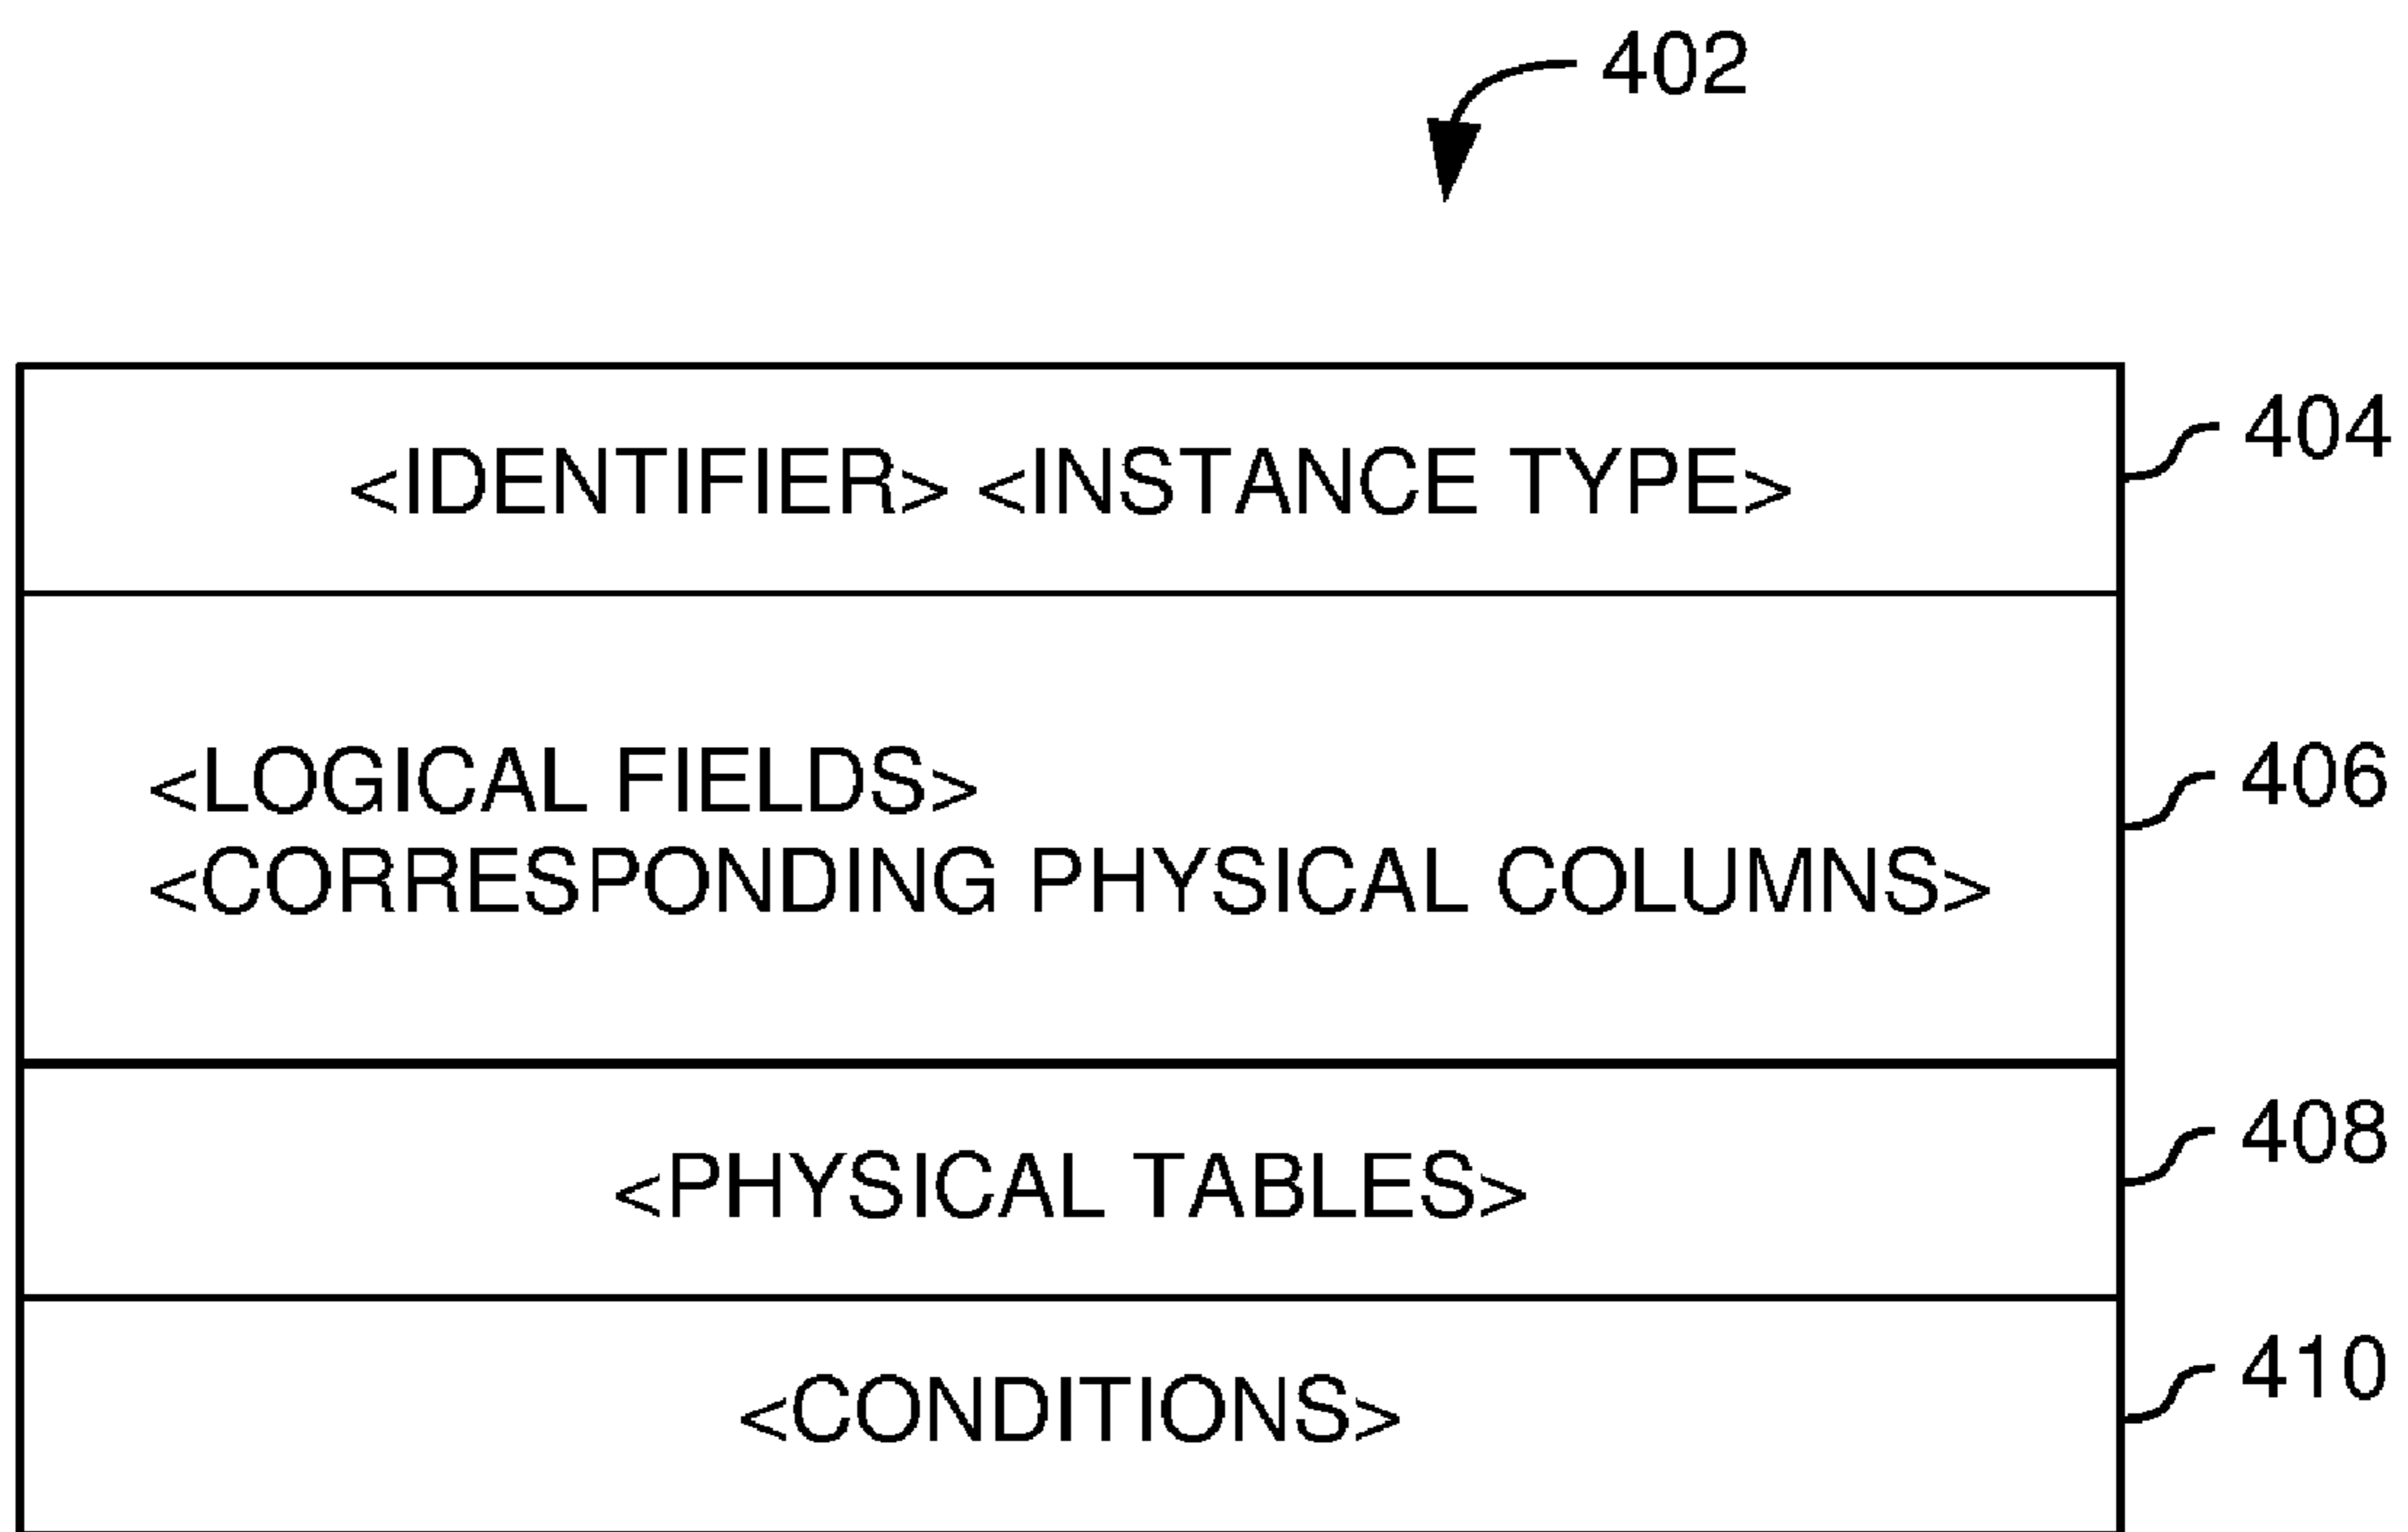 402
<IDENTIFIER> <INSTANCE TYPE>
404
<LOGICAL FIELDS>
<CORRESPONDING PHYSICAL COLUMNS>
406
<PHYSICAL TABLES>
408
<CONDITIONS>
410